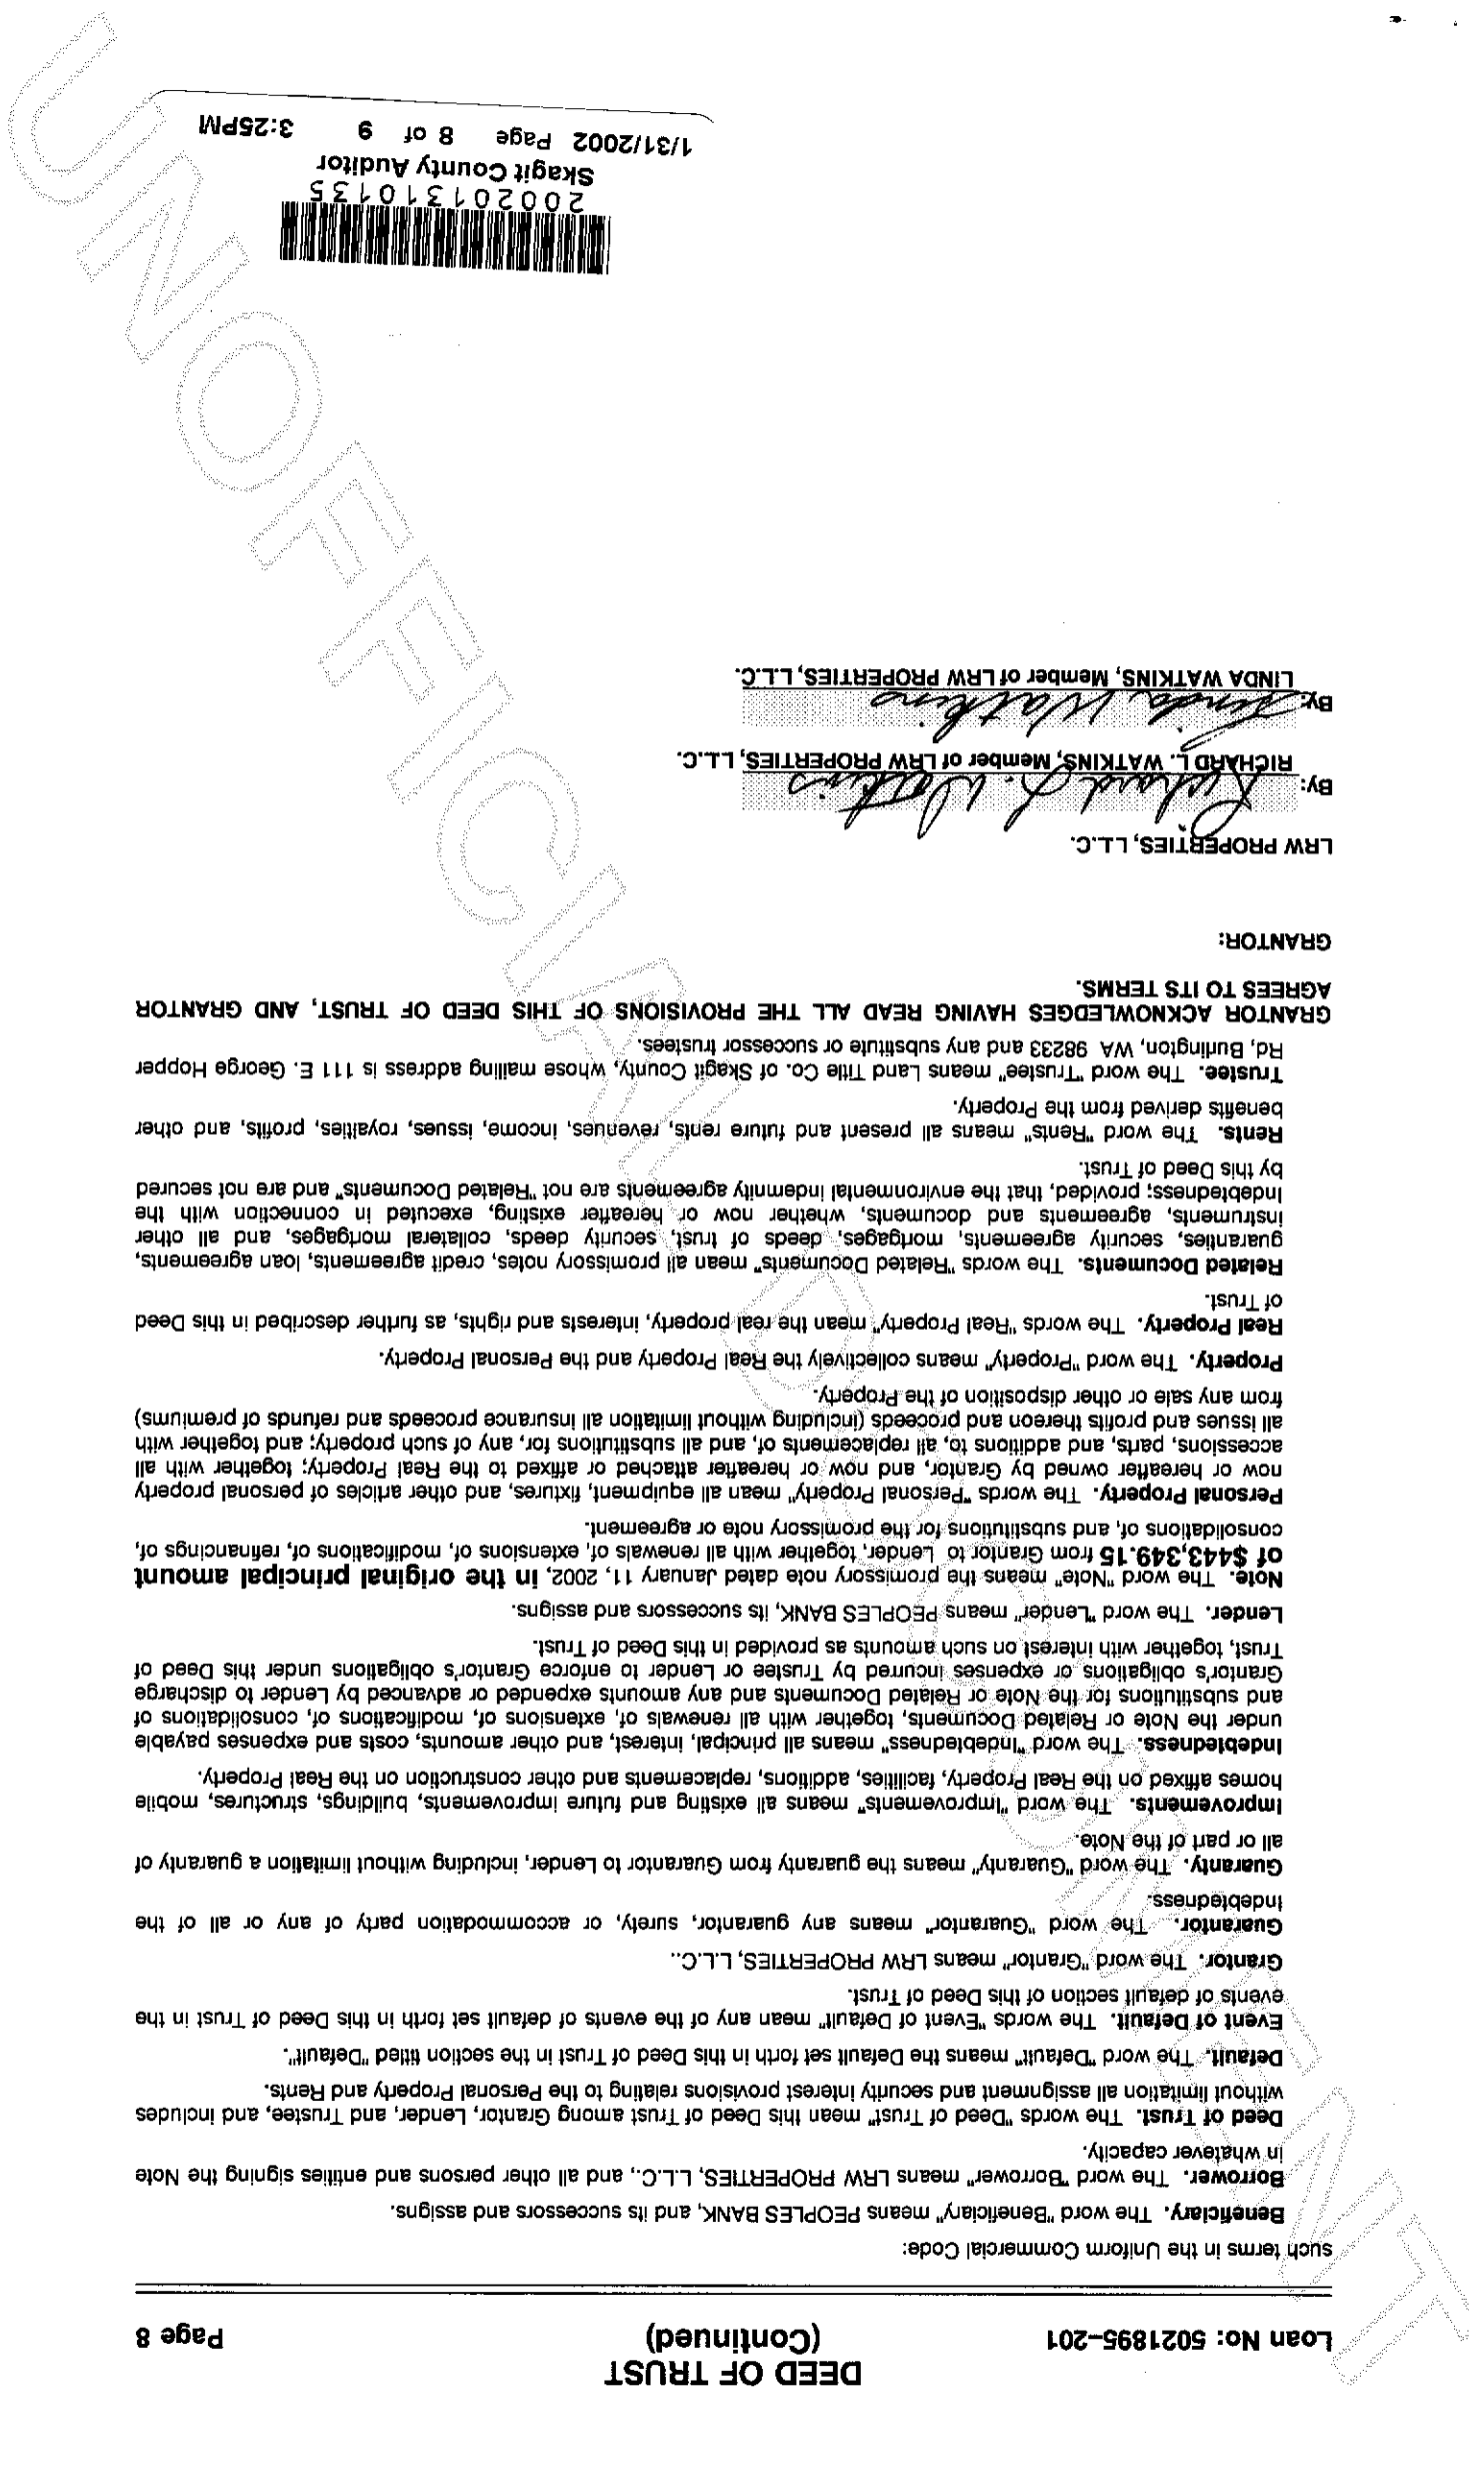 DEED OF TRUST
Loan No: 5021895-201 (Continued) Page 8
such terms in the Uniform Commercial Code:
Beneficiary. The word "Beneficiary" means PEOPLES BANK, and its successors and assigns.
Borrower. The word "Borrower" means LRW PROPERTIES, L.L.C., and all other persons and entities signing the Note
in whatever capacity.
Deed of Trust. The words "Deed of Trust" mean this Deed of Trust among Grantor, Lender, and Trustee, and includes
without limitation all assignment and security interest provisions relating to the Personal Property and Rents.
Default. The word "Default" means the Default set forth in this Deed of Trust in the section titled "Default".
Event of Default. The words "Event of Default" mean any of the events of default set forth in this Deed of Trust in the
events of default section of this Deed of Trust.
Grantor. The word "Grantor" means LRW PROPERTIES, L.L.C..
Guarantor. The word "Guarantor" means any guarantor, surety, or accommodation party of any or all of the
Indebtedness.
Guaranty. The word "Guaranty" means the guaranty from Guarantor to Lender, including without limitation a guaranty of
all or part of the Note.
Improvements. The word "Improvements" means all existing and future improvements, buildings, structures, mobile
homes affixed on the Real Property, facilities, additions, replacements and other construction on the Real Property.
Indebtedness. The word "Indebtedness" means all principal, interest, and other amounts, costs and expenses payable
under the Note or Related Documents, together with all renewals of, extensions of, modifications of, consolidations of
and substitutions for the Note or Related Documents and any amounts expended or advanced by Lender to discharge
Grantor's obligations or expenses incurred by Trustee or Lender to enforce Grantor's obligations under this Deed of
Trust, together with interest on such amounts as provided in this Deed of Trust.
Lender. The word "Lender" means PEOPLES BANK, its successors and assigns.
Note. The word "Note" means the promissory note dated January 11, 2002, in the original principal amount
of $443,349.15 from Grantor to Lender, together with all renewals of, extensions of, modifications of, refinancings of,
consolidations of, and substitutions for the promissory note or agreement.
Personal Property. The words "Personal Property" mean all equipment, fixtures, and other articles of personal property
now or hereafter owned by Grantor, and now or hereafter attached or affixed to the Real Property; together with all
accessions, parts, and additions to, all replacements of, and all substitutions for, any of such property; and together with
all issues and profits thereon and proceeds (including without limitation all insurance proceeds and refunds of premiums)
from any sale or other disposition of the Property.
Property. The word "Property" means collectively the Real Property and the Personal Property.
Real Property. The words "Real Property" mean the real property, interests and rights, as further described in this Deed
of Trust.
Related Documents. The words "Related Documents" mean all promissory notes, credit agreements, loan agreements,
guaranties, security agreements, mortgages, deeds of trust, security deeds, collateral mortgages, and all other
instruments, agreements and documents, whether now or hereafter existing, executed in connection with the
Indebtedness; provided, that the environmental indemnity agreements are not "Related Documents" and are not secured
by this Deed of Trust.
Rents. The word "Rents" means all present and future rents, revenues, income, issues, royalties, profits, and other
benefits derived from the Property.
Trustee. The word "Trustee" means Land Title Co. of Skagit County, whose mailing address is 111 E. George Hopper
Rd, Burlington, WA 98233 and any substitute or successor trustees.
GRANTOR ACKNOWLEDGES HAVING READ ALL THE PROVISIONS OF THIS DEED OF TRUST, AND GRANTOR
AGREES TO ITS TERMS.
GRANTOR:
LRW PROPERTIES, L.L.C.
By: Richard L. Watkins
RICHARD L. WATKINS, Member of LRW PROPERTIES, L.L.C.
By: Linda Watkins
LINDA WATKINS, Member of LRW PROPERTIES, L.L.C.
200201310135
Skagit County Auditor
1/31/2002 Page 8 of 9 3:25PM
UNOFFICIAL DOCUMENT